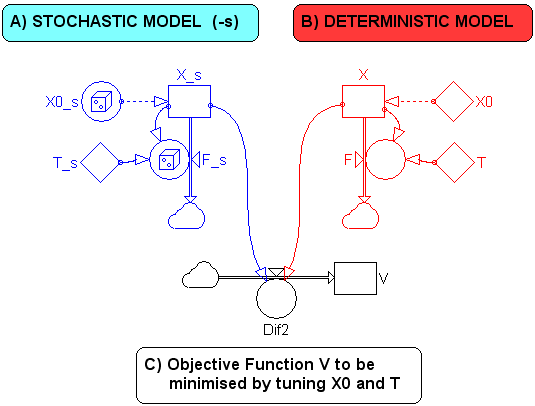 A) STOCHASTIC MODEL (-s)
B) DETERMINISTIC MODEL
X_s
X
X0_s
X0
T_s
F_s
F
T
V
Dif2
C) Objective Function V to be
minimised by tuning X0 and T